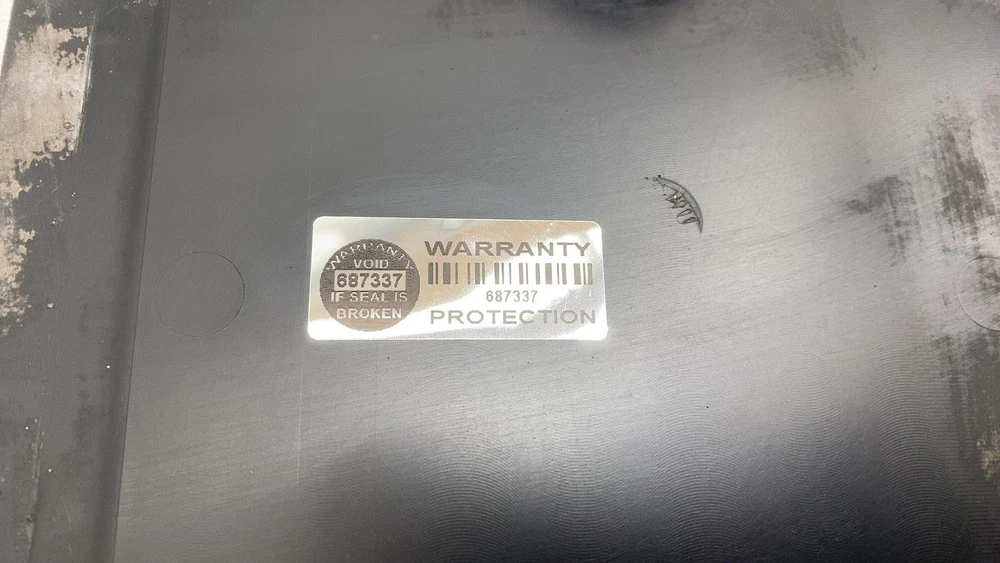 WARRANTY
VOID
687337
IF SEAL IS
BROKEN
WARRANTY
687337
PROTECTION